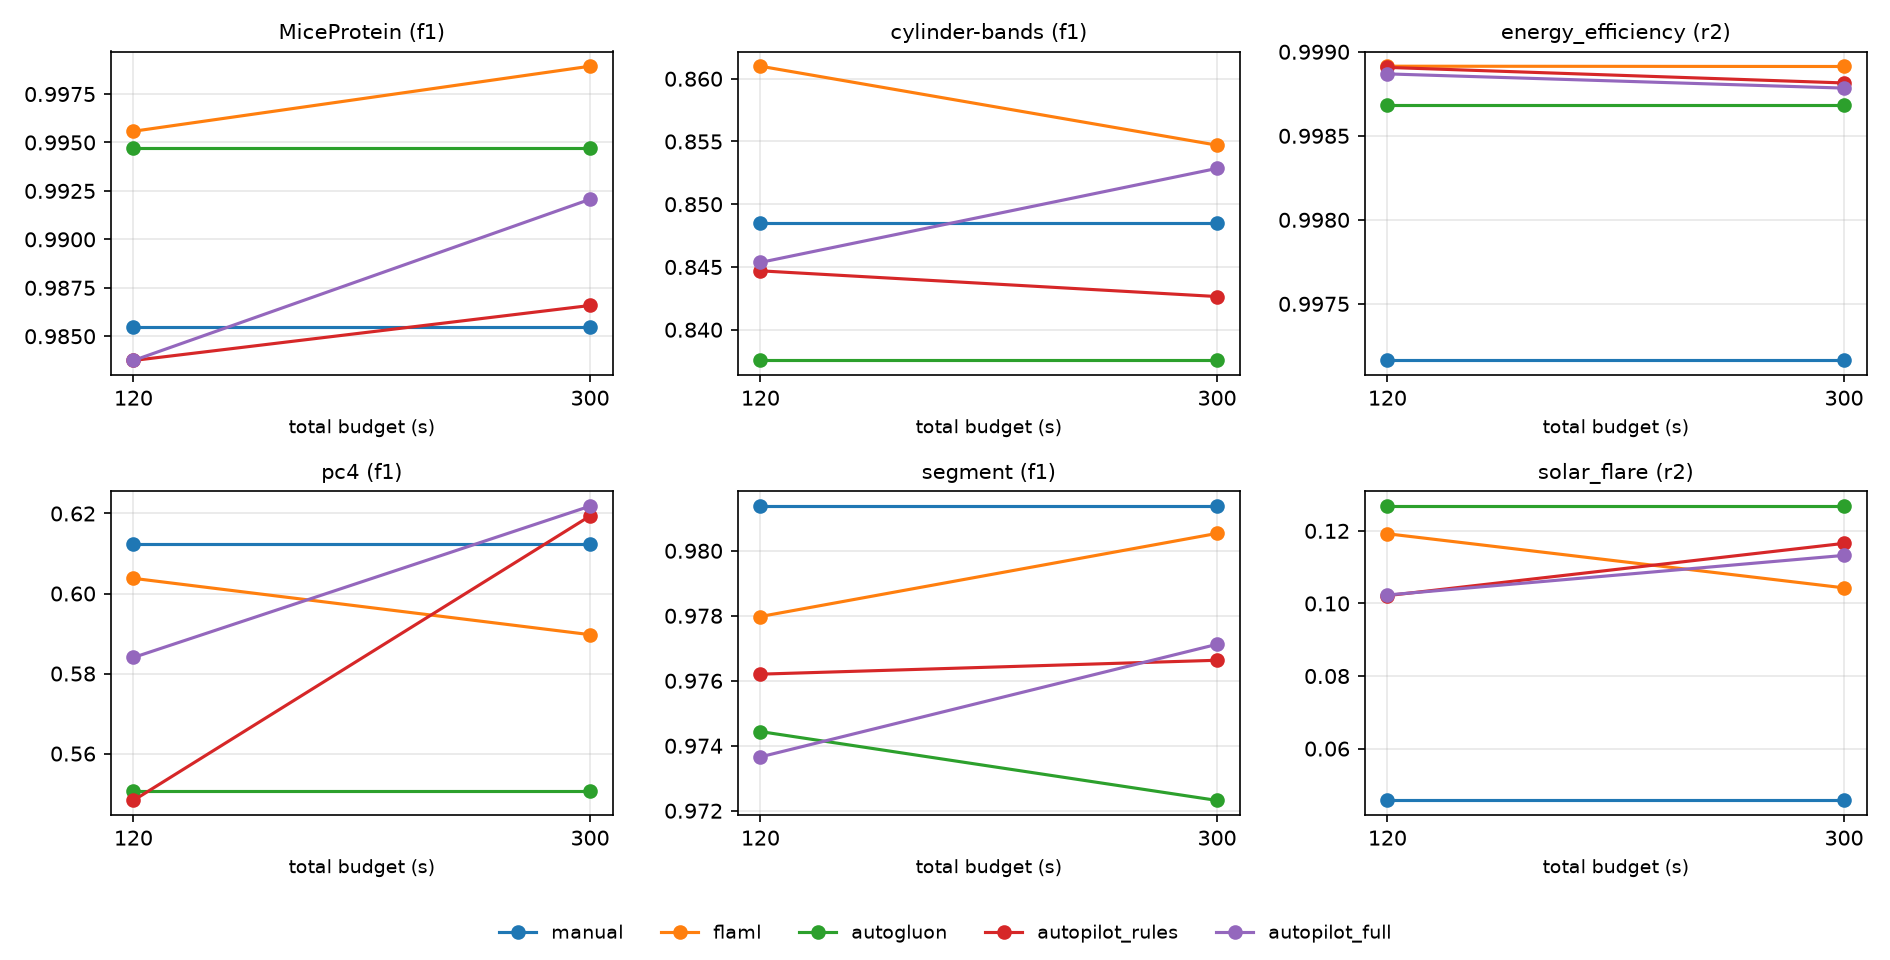 MiceProtein (f1)
0.9975
0.9950
0.9925
0.9900
0.9875
0.9850
120
300
total budget (s)
cylinder-bands (f1)
0.860
0.855
0.850
0.845
0.840
120
300
total budget (s)
energy_efficiency (r2)
0.9990
0.9985
0.9980
0.9975
120
300
total budget (s)
pc4 (f1)
0.62
0.60
0.58
0.56
120
300
total budget (s)
segment (f1)
0.980
0.978
0.976
0.974
0.972
120
300
total budget (s)
solar_flare (r2)
0.12
0.10
0.08
0.06
120
300
total budget (s)
manual
flaml
autogluon
autopilot_rules
autopilot_full